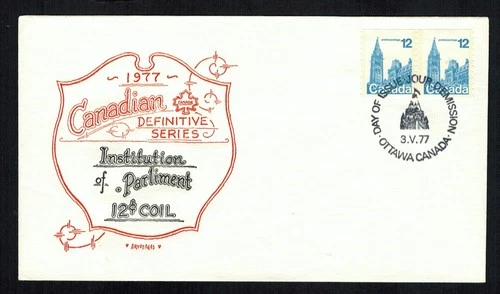 ~ 1977 ~
Canadian
DEFINITIVE
SERIES
Institution
of Parliment
12¢ COIL
12
Canada
12
Canada
DAY OF ISSUE JOUR D'EMISSION
3.V.77
OTTAWA CANADA